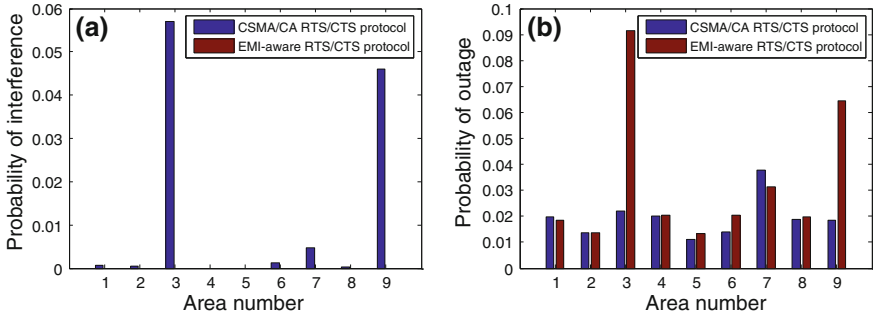 (a)
CSMA/CA RTS/CTS protocol
EMI-aware RTS/CTS protocol
Probability of interference
0.06
0.05
0.04
0.03
0.02
0.01
0
1 2 3 4 5 6 7 8 9
Area number
(b)
CSMA/CA RTS/CTS protocol
EMI-aware RTS/CTS protocol
Probability of outage
0.1
0.09
0.08
0.07
0.06
0.05
0.04
0.03
0.02
0.01
0
1 2 3 4 5 6 7 8 9
Area number